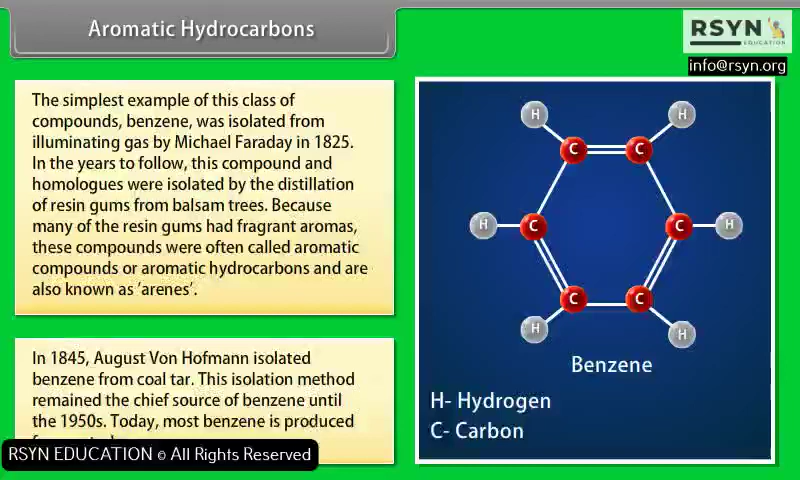 Aromatic Hydrocarbons
RSYN
EDUCATION
info@rsyn.org
The simplest example of this class of
compounds, benzene, was isolated from
illuminating gas by Michael Faraday in 1825.
In the years to follow, this compound and
homologues were isolated by the distillation
of resin gums from balsam trees. Because
many of the resin gums had fragrant aromas,
these compounds were often called aromatic
compounds or aromatic hydrocarbons and are
also known as ‘arenes’.
In 1845, August Von Hofmann isolated
benzene from coal tar. This isolation method
remained the chief source of benzene until
the 1950s. Today, most benzene is produced
RSYN EDUCATION © All Rights Reserved
H H
C C
H C C H
C C
H H
Benzene
H- Hydrogen
C- Carbon